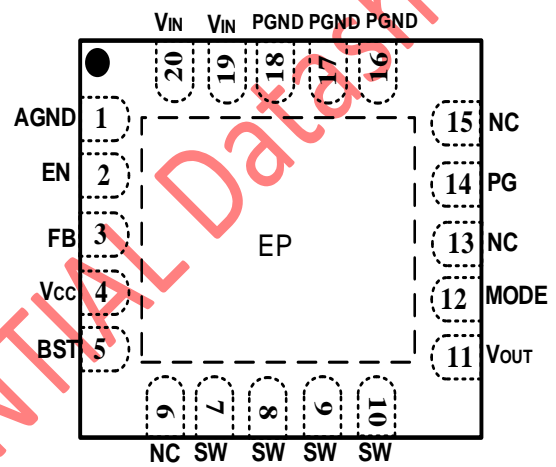 VIN VIN PGND PGND PGND
20 19 18 17 16
AGND 1
EN 2
FB 3
VCC 4
BST 5
15 NC
14 PG
13 NC
12 MODE
11 VOUT
EP
6 7 8 9 10
NC SW SW SW SW